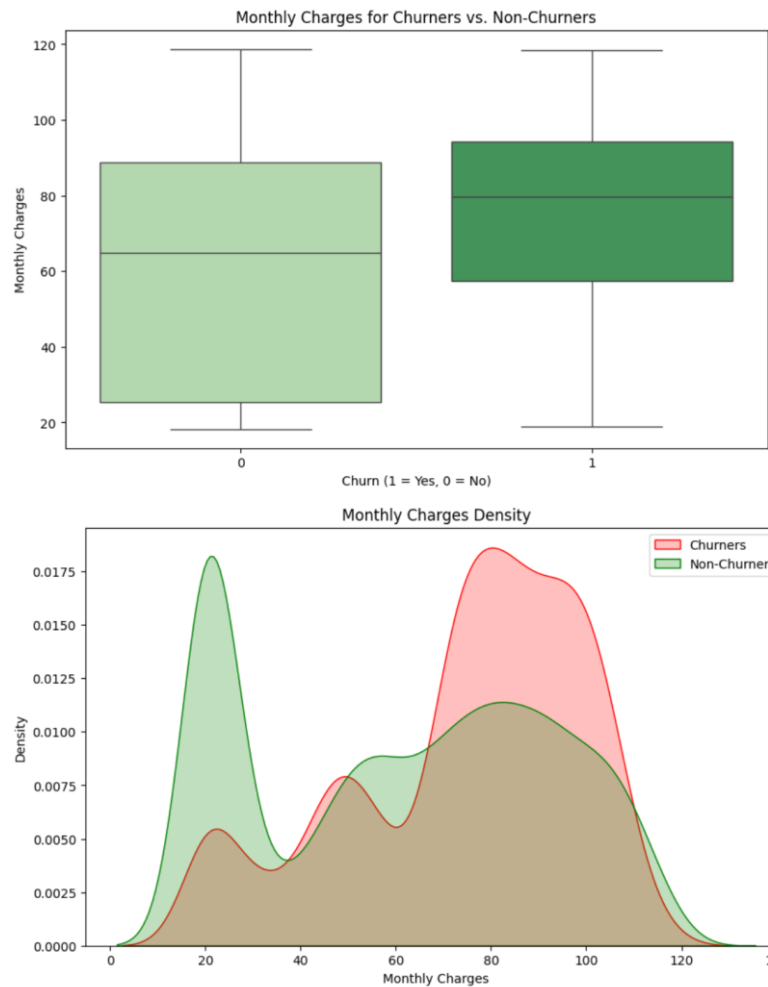 Monthly Charges for Churners vs. Non-Churners
120
100
80
60
40
20
Monthly Charges
0 1
Churn (1 = Yes, 0 = No)
Monthly Charges Density
Churners
Non-Churner
0.0175
0.0150
0.0125
0.0100
0.0075
0.0050
0.0025
0.0000
Density
0 20 40 60 80 100 120
Monthly Charges